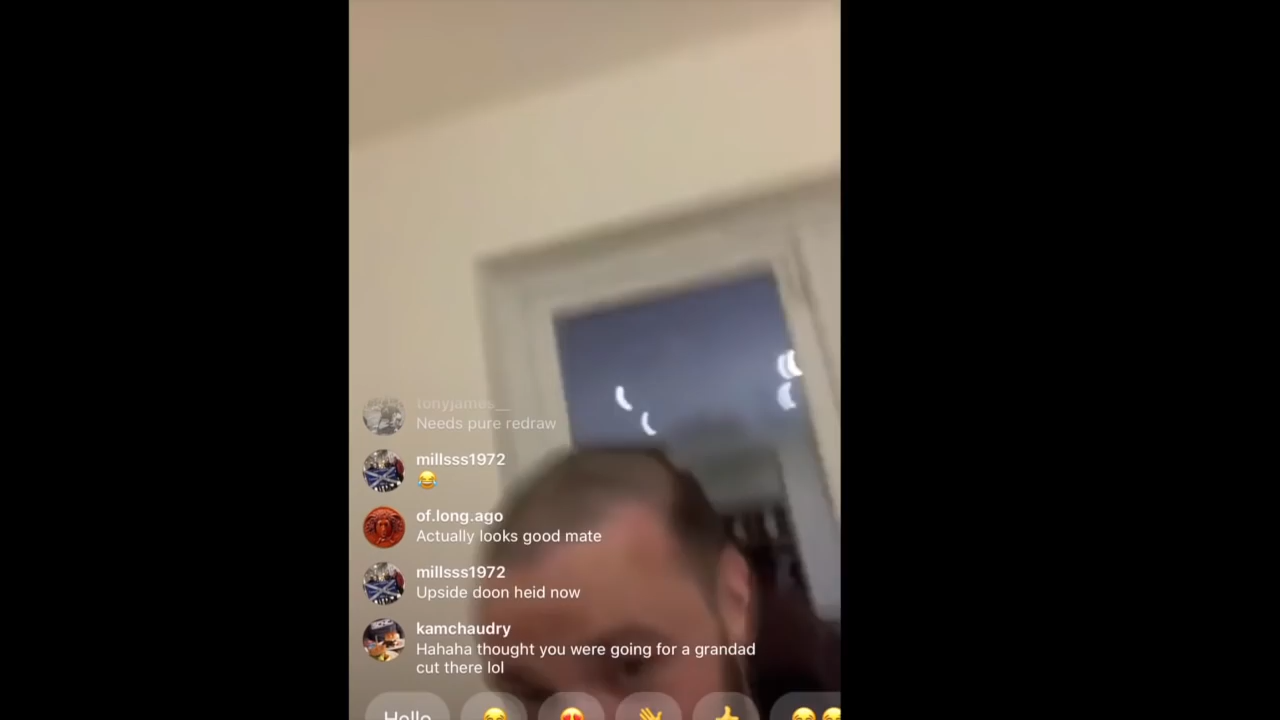 tonyjames__
Needs pure redraw
millsss1972
😂
of.long.ago
Actually looks good mate
millsss1972
Upside doon heid now
kamchaudry
Hahaha thought you were going for a grandad
cut there lol
Hello